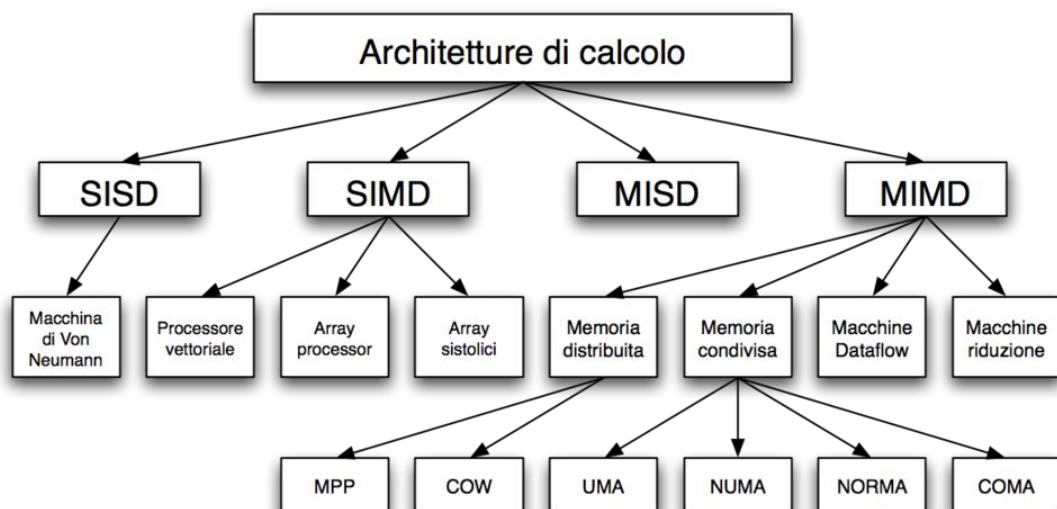 Architetture di calcolo
SISD
SIMD
MISD
MIMD
Macchina
di Von
Neumann
Processore
vettoriale
Array
processor
Array
sistolici
Memoria
distribuita
Memoria
condivisa
Macchine
Dataflow
Macchine
riduzione
MPP
COW
UMA
NUMA
NORMA
COMA